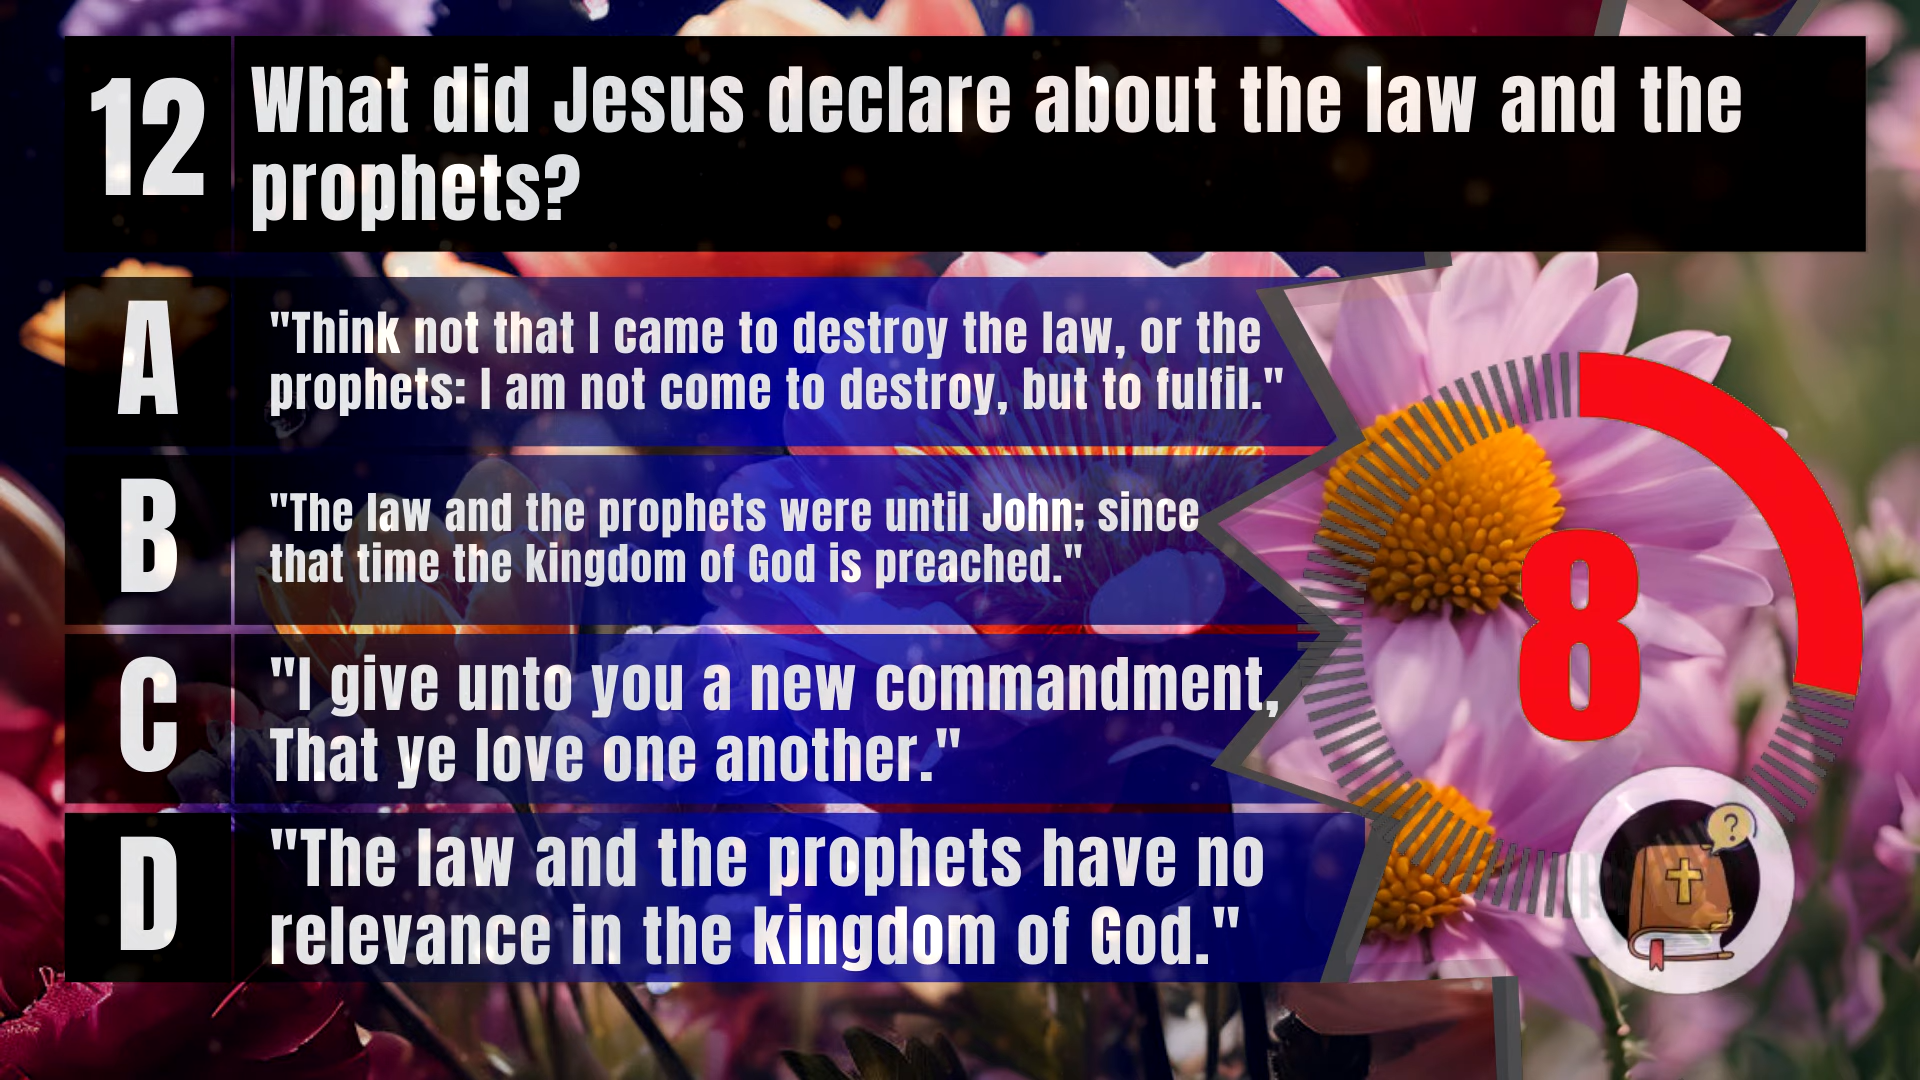 12
What did Jesus declare about the law and the
prophets?
A
"Think not that I came to destroy the law, or the
prophets: I am not come to destroy, but to fulfil."
B
"The law and the prophets were until John; since
that time the kingdom of God is preached."
C
"I give unto you a new commandment,
That ye love one another."
D
"The law and the prophets have no
relevance in the kingdom of God."
8
?